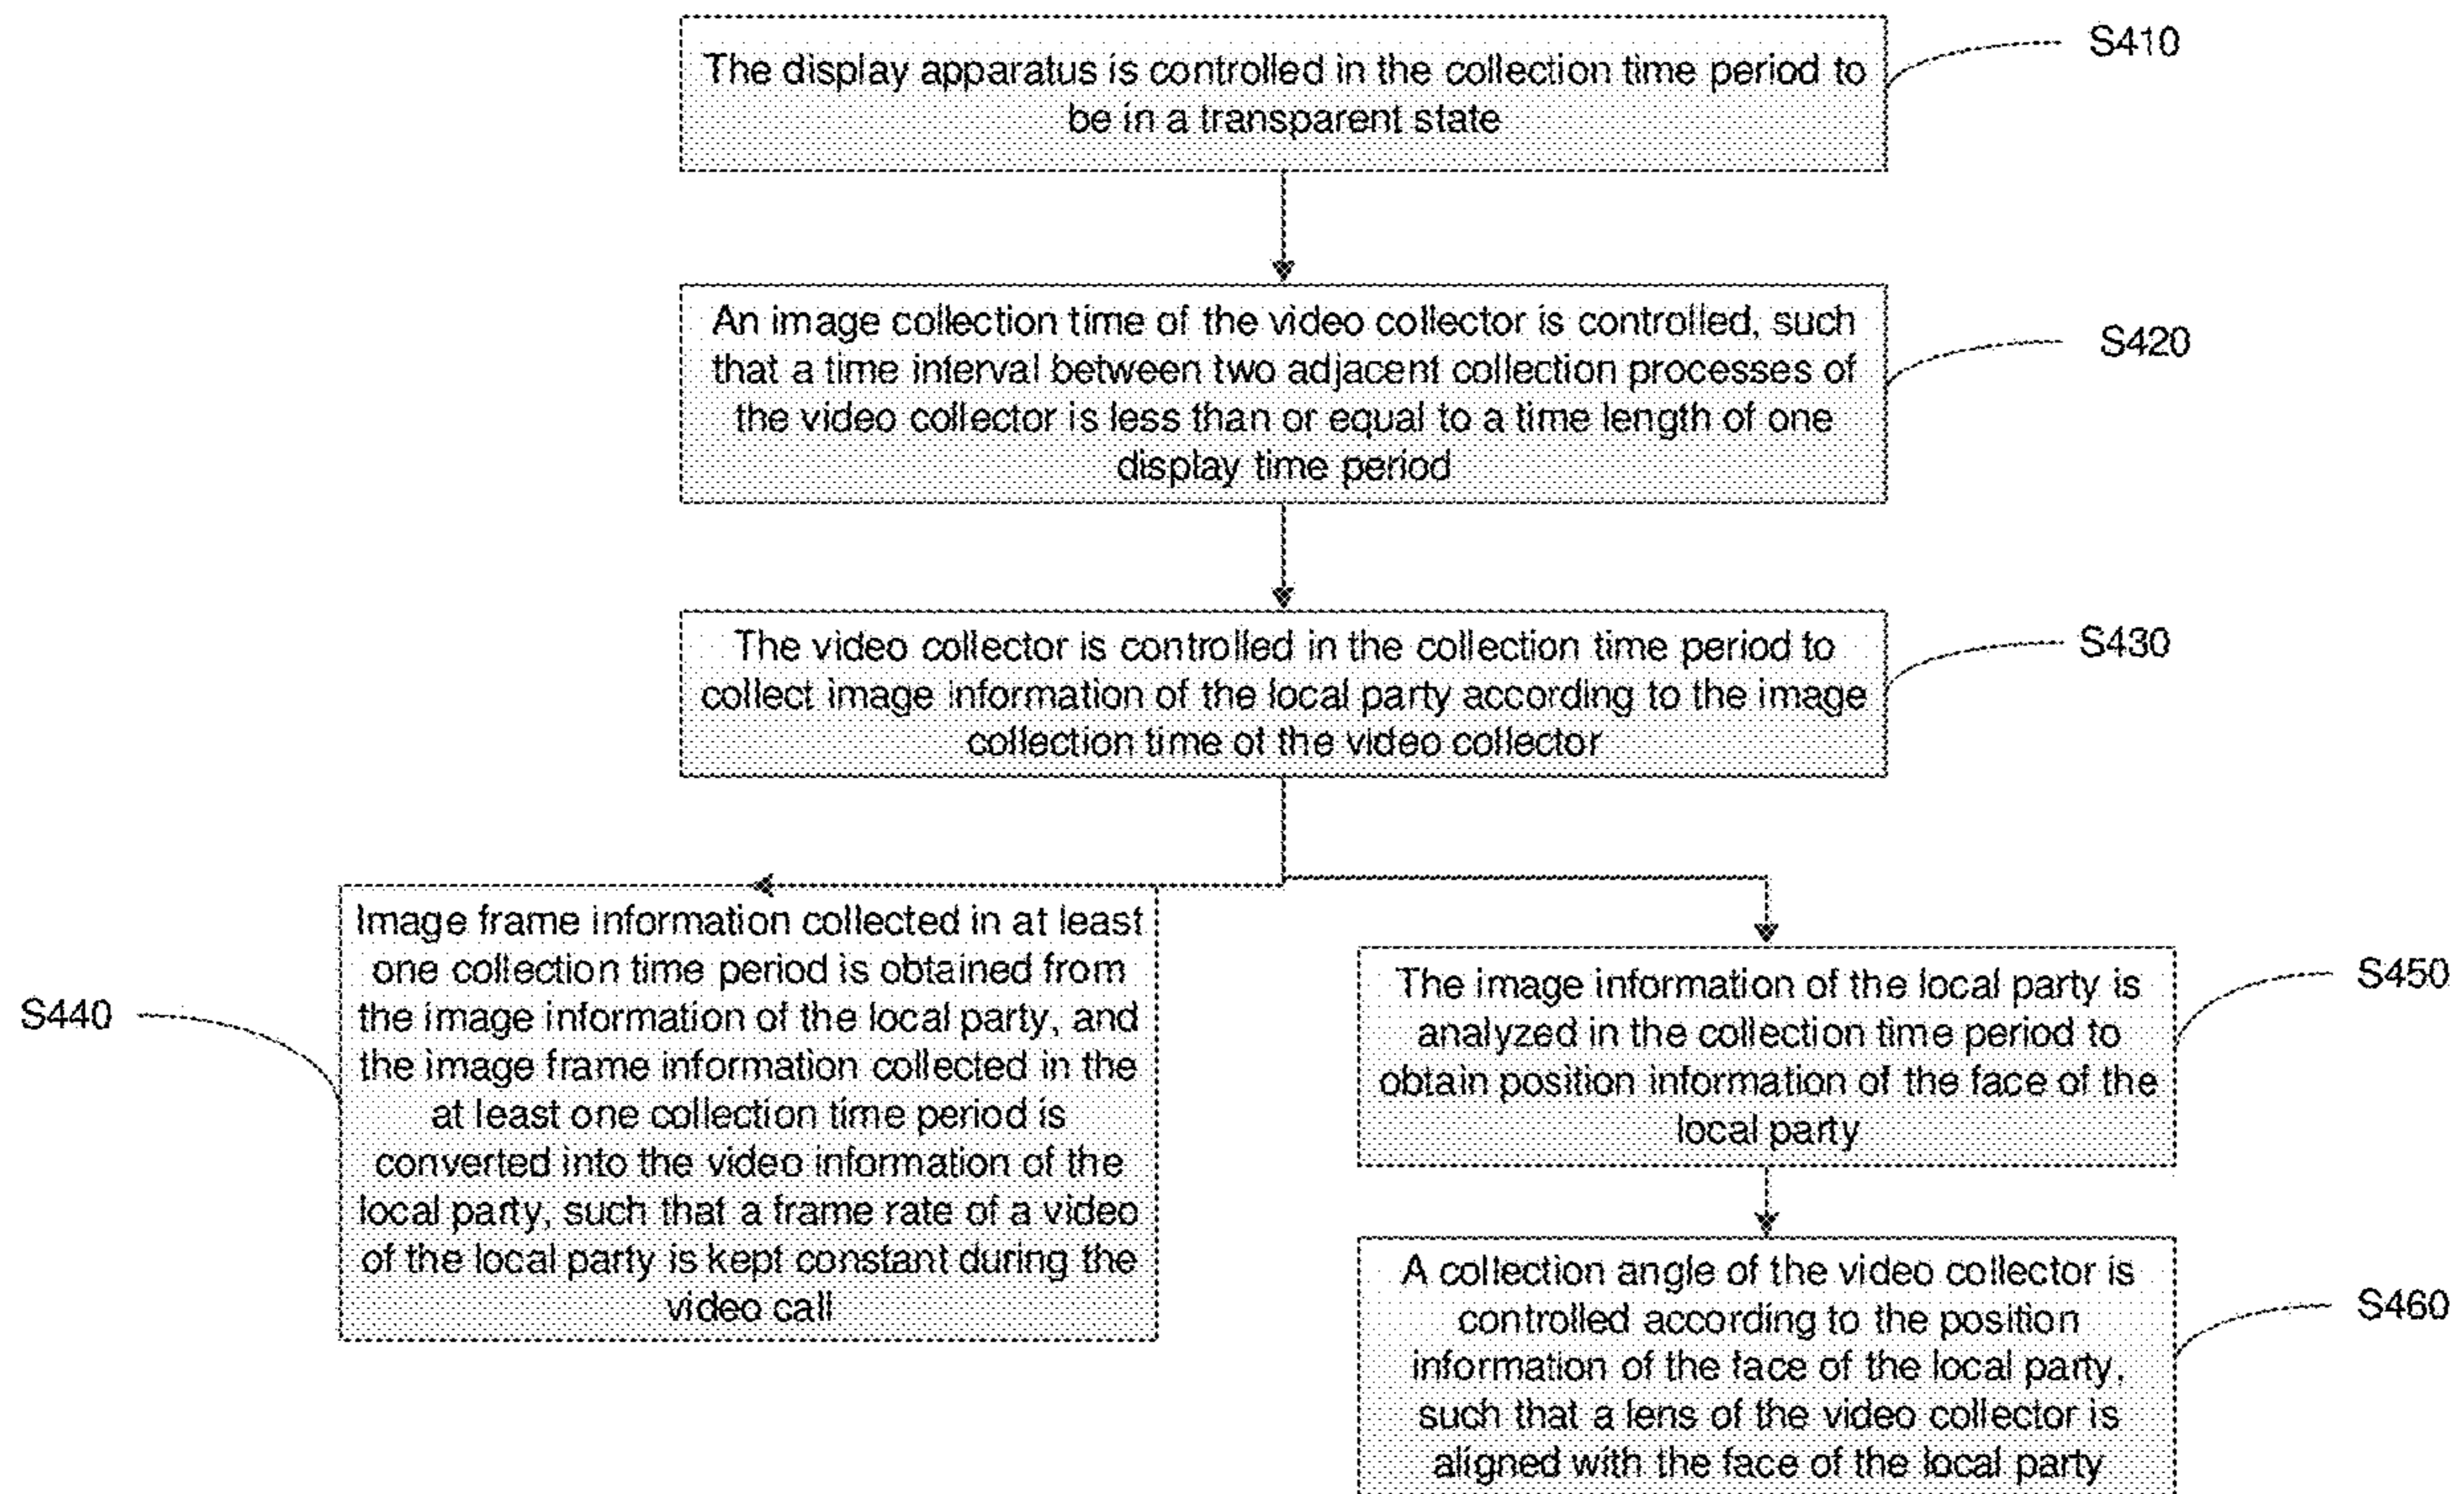 The display apparatus is controlled in the collection time period to
be in a transparent state
S410
An image collection time of the video collector is controlled, such
that a time interval between two adjacent collection processes of
the video collector is less than or equal to a time length of one
display time period
S420
The video collector is controlled in the collection time period to
collect image information of the local party according to the image
collection time of the video collector
S430
Image frame information collected in at least
one collection time period is obtained from
the image information of the local party, and
the image frame information collected in the
at least one collection time period is
converted into the video information of the
local party, such that a frame rate of a video
of the local party is kept constant during the
video call
S440
The image information of the local party is
analyzed in the collection time period to
obtain position information of the face of the
local party
S450
A collection angle of the video collector is
controlled according to the position
information of the face of the local party,
such that a lens of the video collector is
aligned with the face of the local party
S460